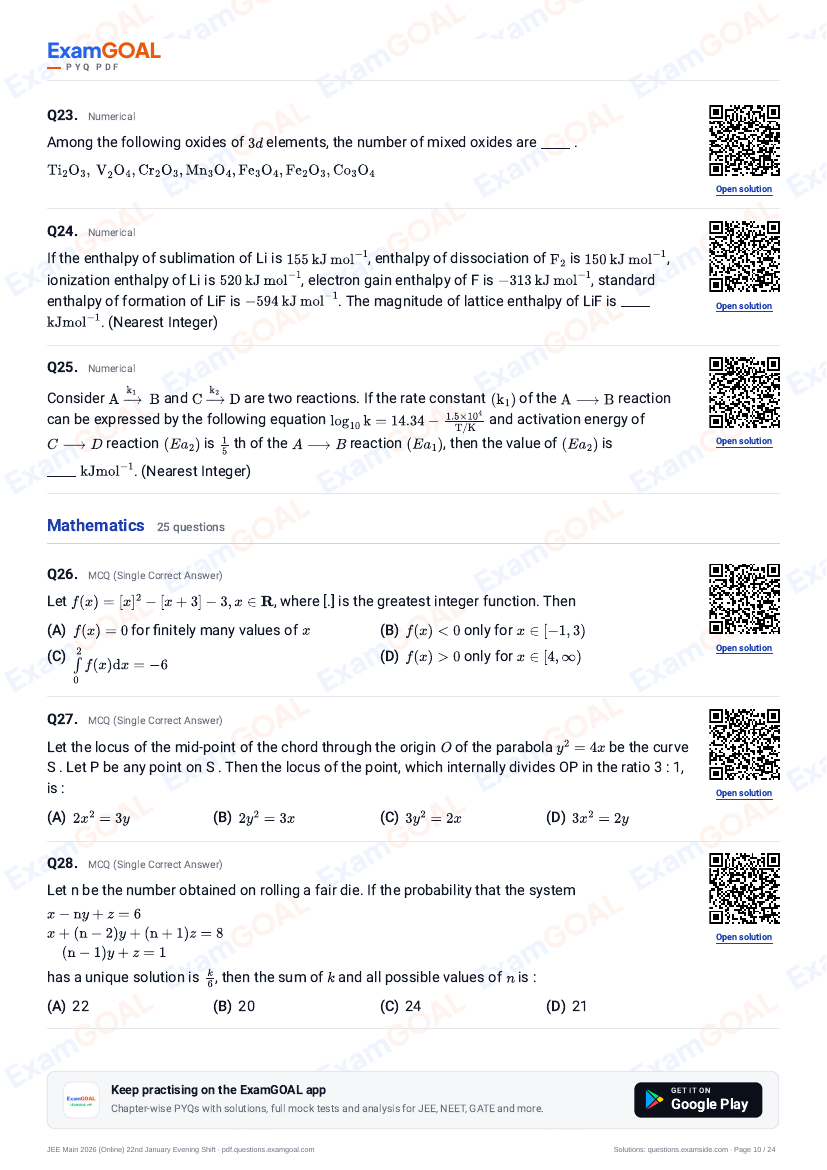 ExamGOAL
PYQ PDF
Q23. Numerical
Among the following oxides of 3d elements, the number of mixed oxides are ____ .
Ti₂O₃, V₂O₄, Cr₂O₃, Mn₃O₄, Fe₃O₄, Fe₂O₃, Co₃O₄
Open solution
Q24. Numerical
If the enthalpy of sublimation of Li is 155 kJ mol⁻¹, enthalpy of dissociation of F₂ is 150 kJ mol⁻¹,
ionization enthalpy of Li is 520 kJ mol⁻¹, electron gain enthalpy of F is −313 kJ mol⁻¹, standard
enthalpy of formation of LiF is −594 kJ mol⁻¹. The magnitude of lattice enthalpy of LiF is ____
kJmol⁻¹. (Nearest Integer)
Open solution
Q25. Numerical
Consider A —k₁→ B and C —k₂→ D are two reactions. If the rate constant (k₁) of the A ⟶ B reaction
can be expressed by the following equation log₁₀ k = 14.34 − (1.5×10⁴)/(T/K) and activation energy of
C ⟶ D reaction (Ea₂) is 1/5 th of the A ⟶ B reaction (Ea₁), then the value of (Ea₂) is
____ kJmol⁻¹. (Nearest Integer)
Open solution
Mathematics 25 questions
Q26. MCQ (Single Correct Answer)
Let f(x) = [x]² − [x + 3] − 3, x ∈ R, where [.] is the greatest integer function. Then
(A) f(x) = 0 for finitely many values of x (B) f(x) < 0 only for x ∈ [−1, 3)
(C) ∫₀² f(x)dx = −6 (D) f(x) > 0 only for x ∈ [4, ∞)
Open solution
Q27. MCQ (Single Correct Answer)
Let the locus of the mid-point of the chord through the origin O of the parabola y² = 4x be the curve
S . Let P be any point on S . Then the locus of the point, which internally divides OP in the ratio 3 : 1,
is :
(A) 2x² = 3y (B) 2y² = 3x (C) 3y² = 2x (D) 3x² = 2y
Open solution
Q28. MCQ (Single Correct Answer)
Let n be the number obtained on rolling a fair die. If the probability that the system
x − ny + z = 6
x + (n − 2)y + (n + 1)z = 8
(n − 1)y + z = 1
has a unique solution is k/6, then the sum of k and all possible values of n is :
(A) 22 (B) 20 (C) 24 (D) 21
Open solution
ExamGOAL
Keep practising on the ExamGOAL app
Chapter-wise PYQs with solutions, full mock tests and analysis for JEE, NEET, GATE and more.
GET IT ON
Google Play
JEE Main 2026 (Online) 22nd January Evening Shift · pdf.questions.examgoal.com Solutions: questions.examside.com · Page 10 / 24